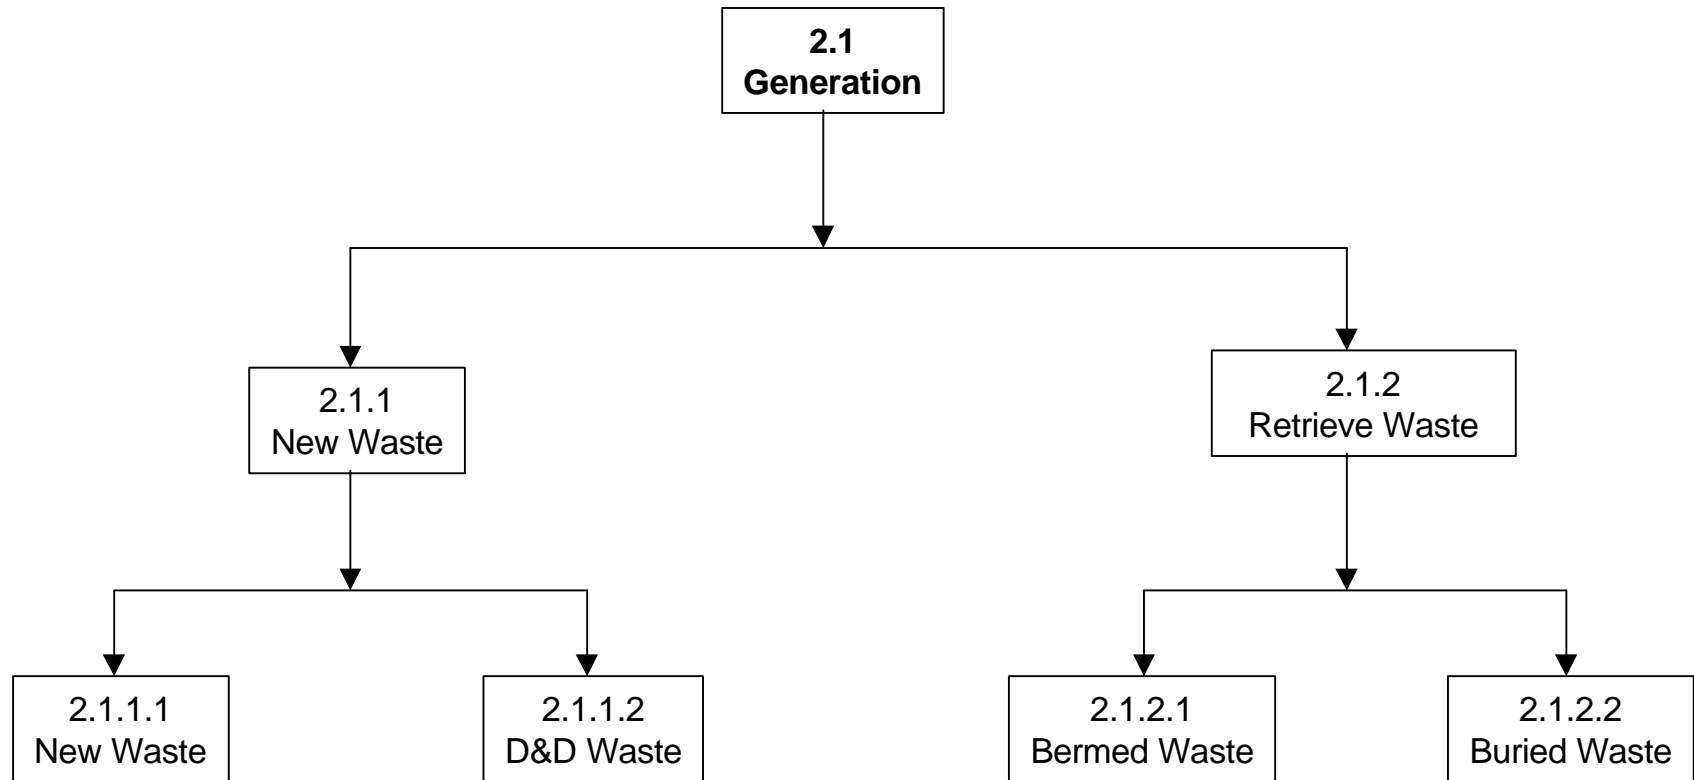 2.1
Generation
2.1.1
New Waste
2.1.2
Retrieve Waste
2.1.1.1
New Waste
2.1.1.2
D&D Waste
2.1.2.1
Bermed Waste
2.1.2.2
Buried Waste